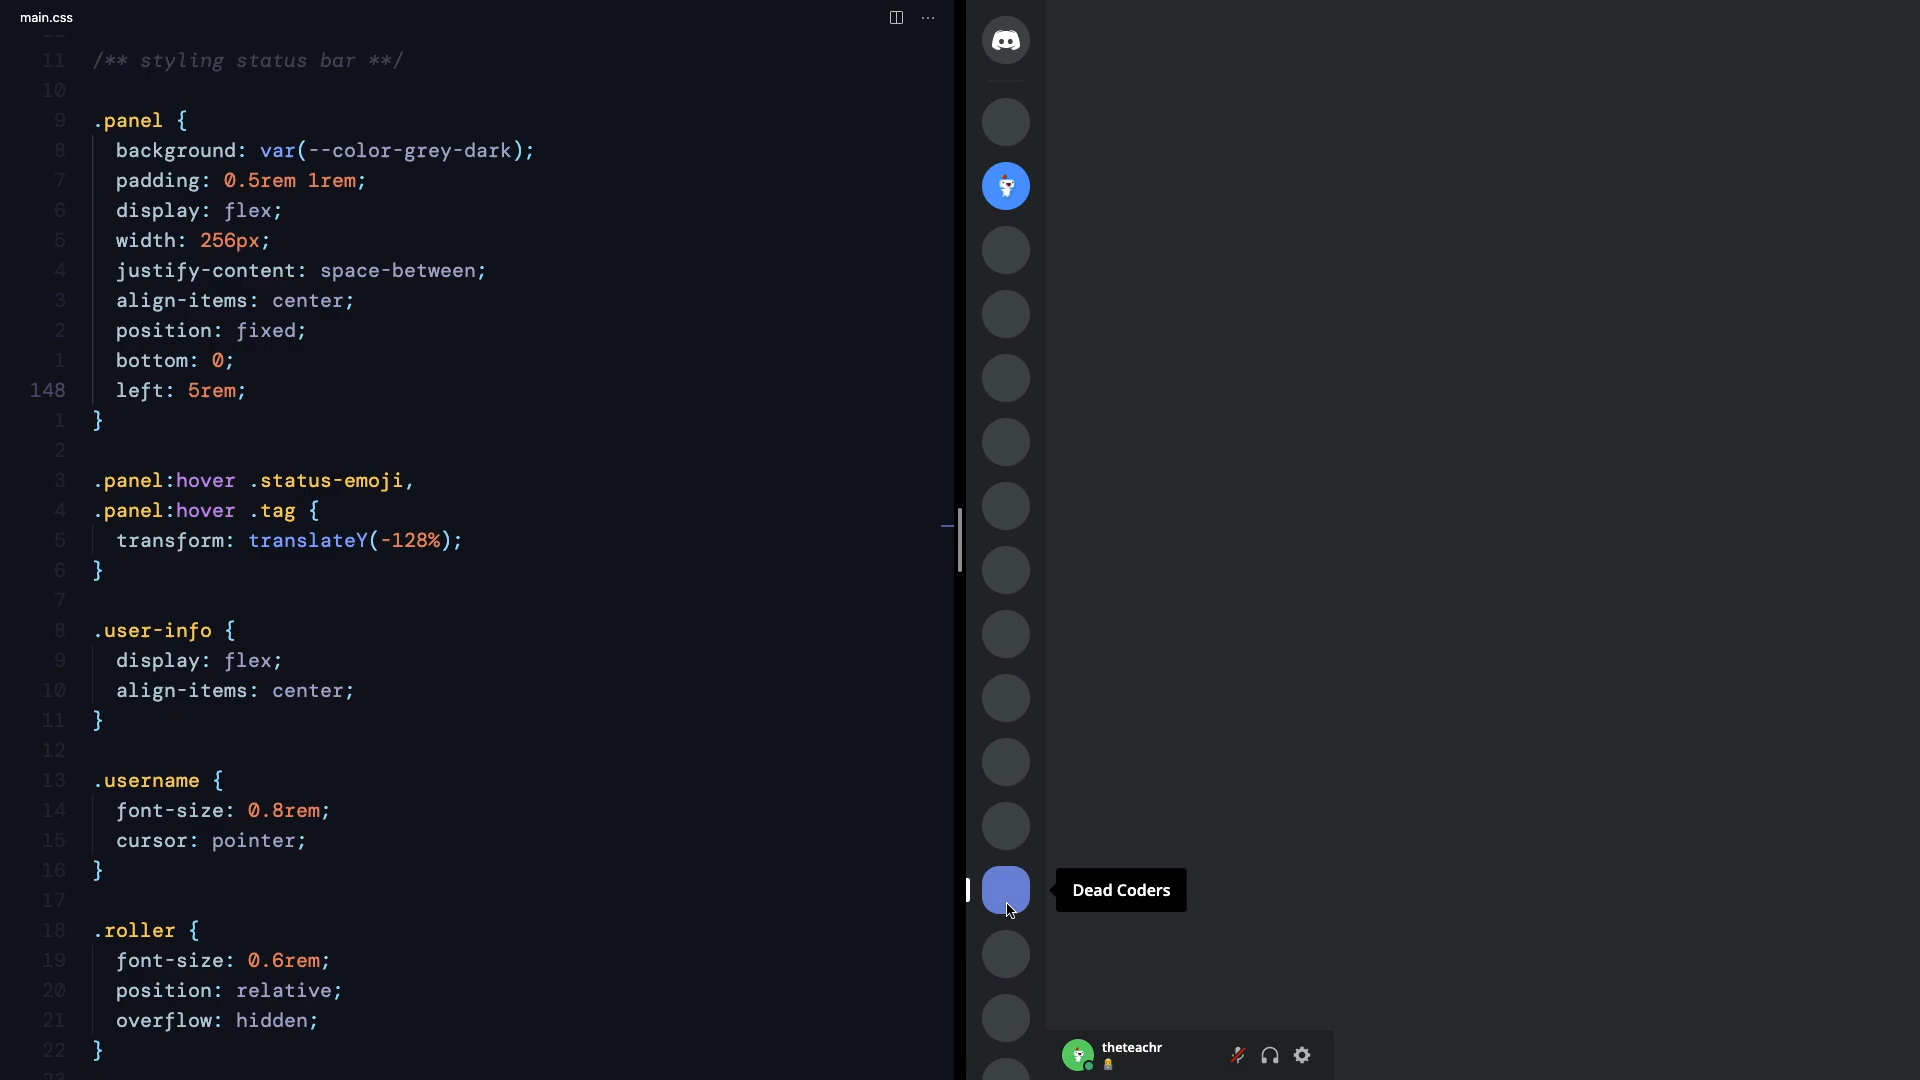 main.css
11 /** styling status bar **/
10
9 .panel {
8 background: var(--color-grey-dark);
7 padding: 0.5rem 1rem;
6 display: flex;
5 width: 256px;
4 justify-content: space-between;
3 align-items: center;
2 position: fixed;
1 bottom: 0;
148 left: 5rem;
1 }
2
3 .panel:hover .status-emoji,
4 .panel:hover .tag {
5 transform: translateY(-128%);
6 }
7
8 .user-info {
9 display: flex;
10 align-items: center;
11 }
12
13 .username {
14 font-size: 0.8rem;
15 cursor: pointer;
16 }
17
18 .roller {
19 font-size: 0.6rem;
20 position: relative;
21 overflow: hidden;
22 }
Dead Coders
theteachr